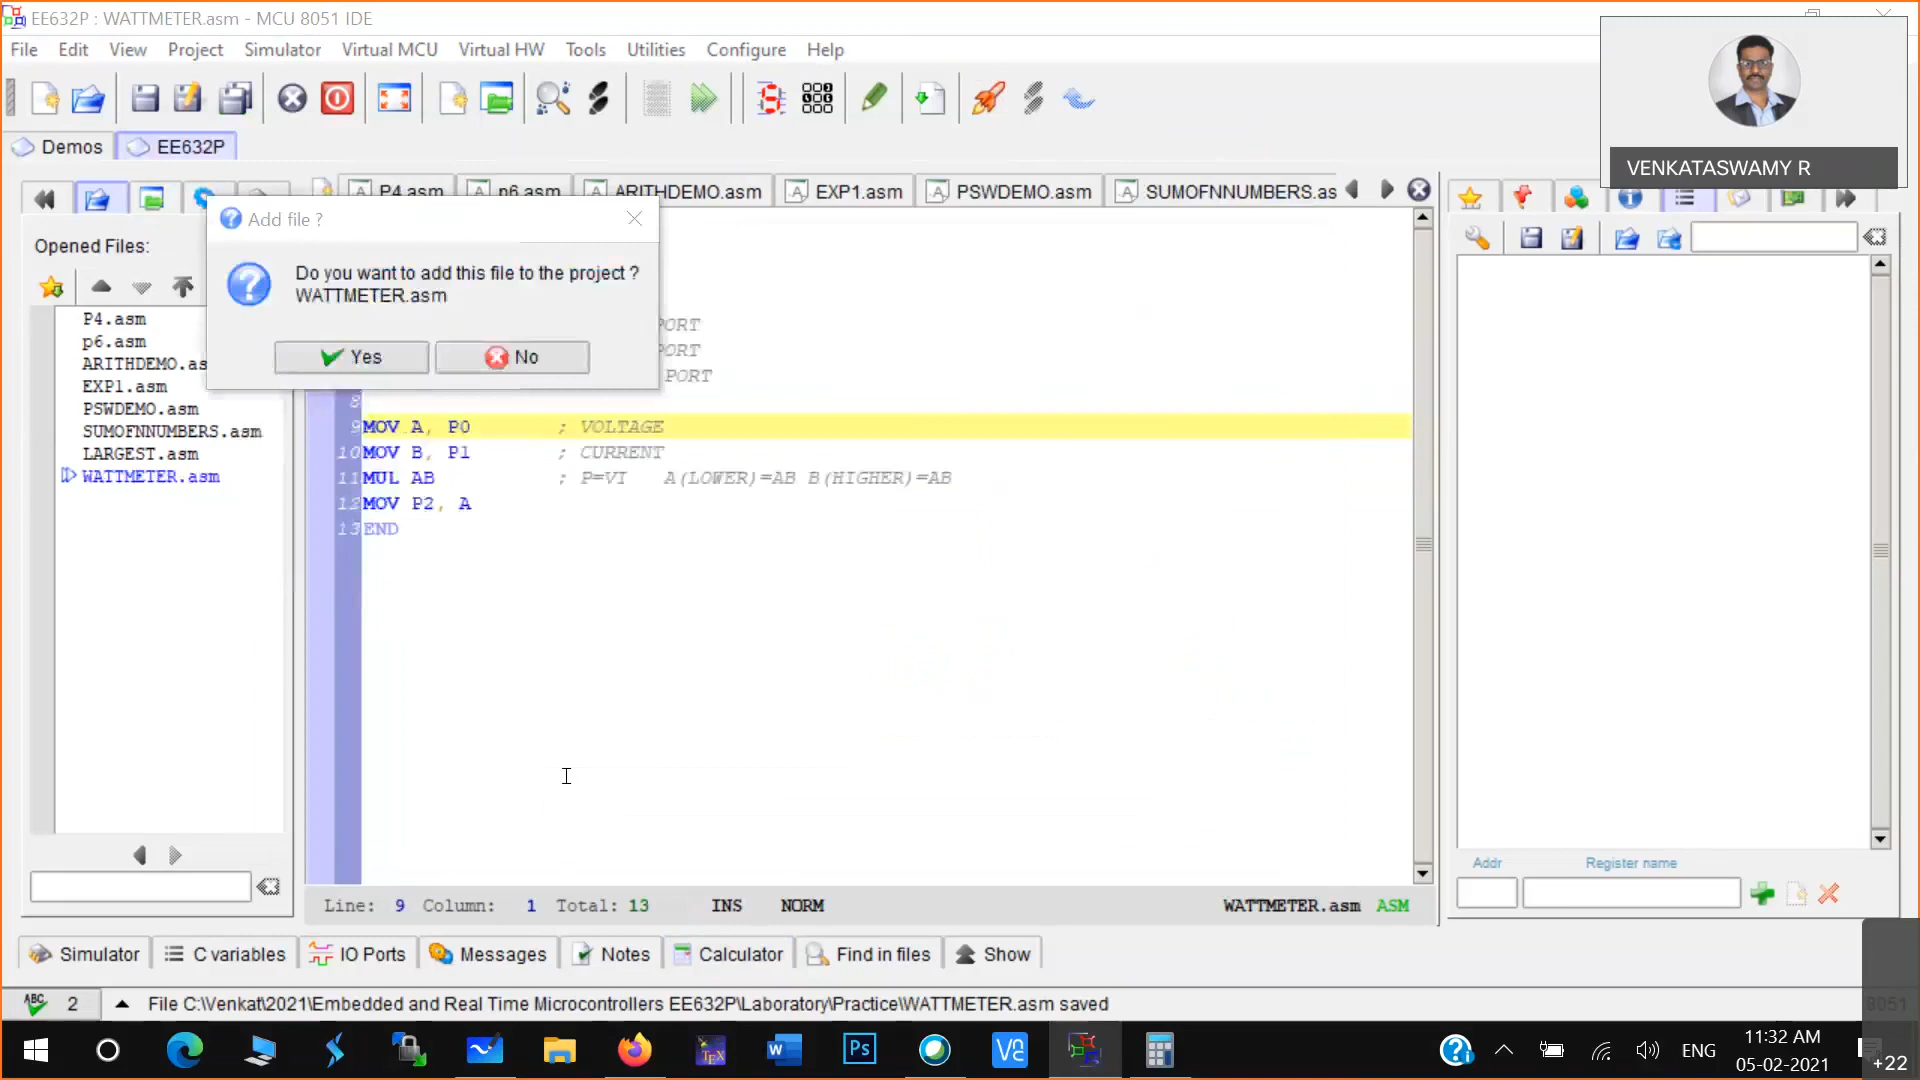 EE632P : WATTMETER.asm - MCU 8051 IDE
File Edit View Project Simulator Virtual MCU Virtual HW Tools Utilities Configure Help
VENKATASWAMY R
Demos EE632P
P4.asm p6.asm ARITHDEMO.asm EXP1.asm PSWDEMO.asm SUMOFNNUMBERS.as
Opened Files:
P4.asm
p6.asm
ARITHDEMO.as
EXP1.asm
PSWDEMO.asm
SUMOFNNUMBERS.asm
LARGEST.asm
WATTMETER.asm
Add file ?
Do you want to add this file to the project ?
WATTMETER.asm
Yes No
PORT
PORT
PORT
8
9 MOV A, P0 ; VOLTAGE
10 MOV B, P1 ; CURRENT
11 MUL AB ; P=VI A(LOWER)=AB B(HIGHER)=AB
12 MOV P2, A
13 END
Addr Register name
Line: 9 Column: 1 Total: 13 INS NORM WATTMETER.asm ASM
Simulator C variables IO Ports Messages Notes Calculator Find in files Show
ABC 2 File C:\Venkat\2021\Embedded and Real Time Microcontrollers EE632P\Laboratory\Practice\WATTMETER.asm saved 8051
TEX W Ps V2 ENG 11:32 AM
05-02-2021
+22